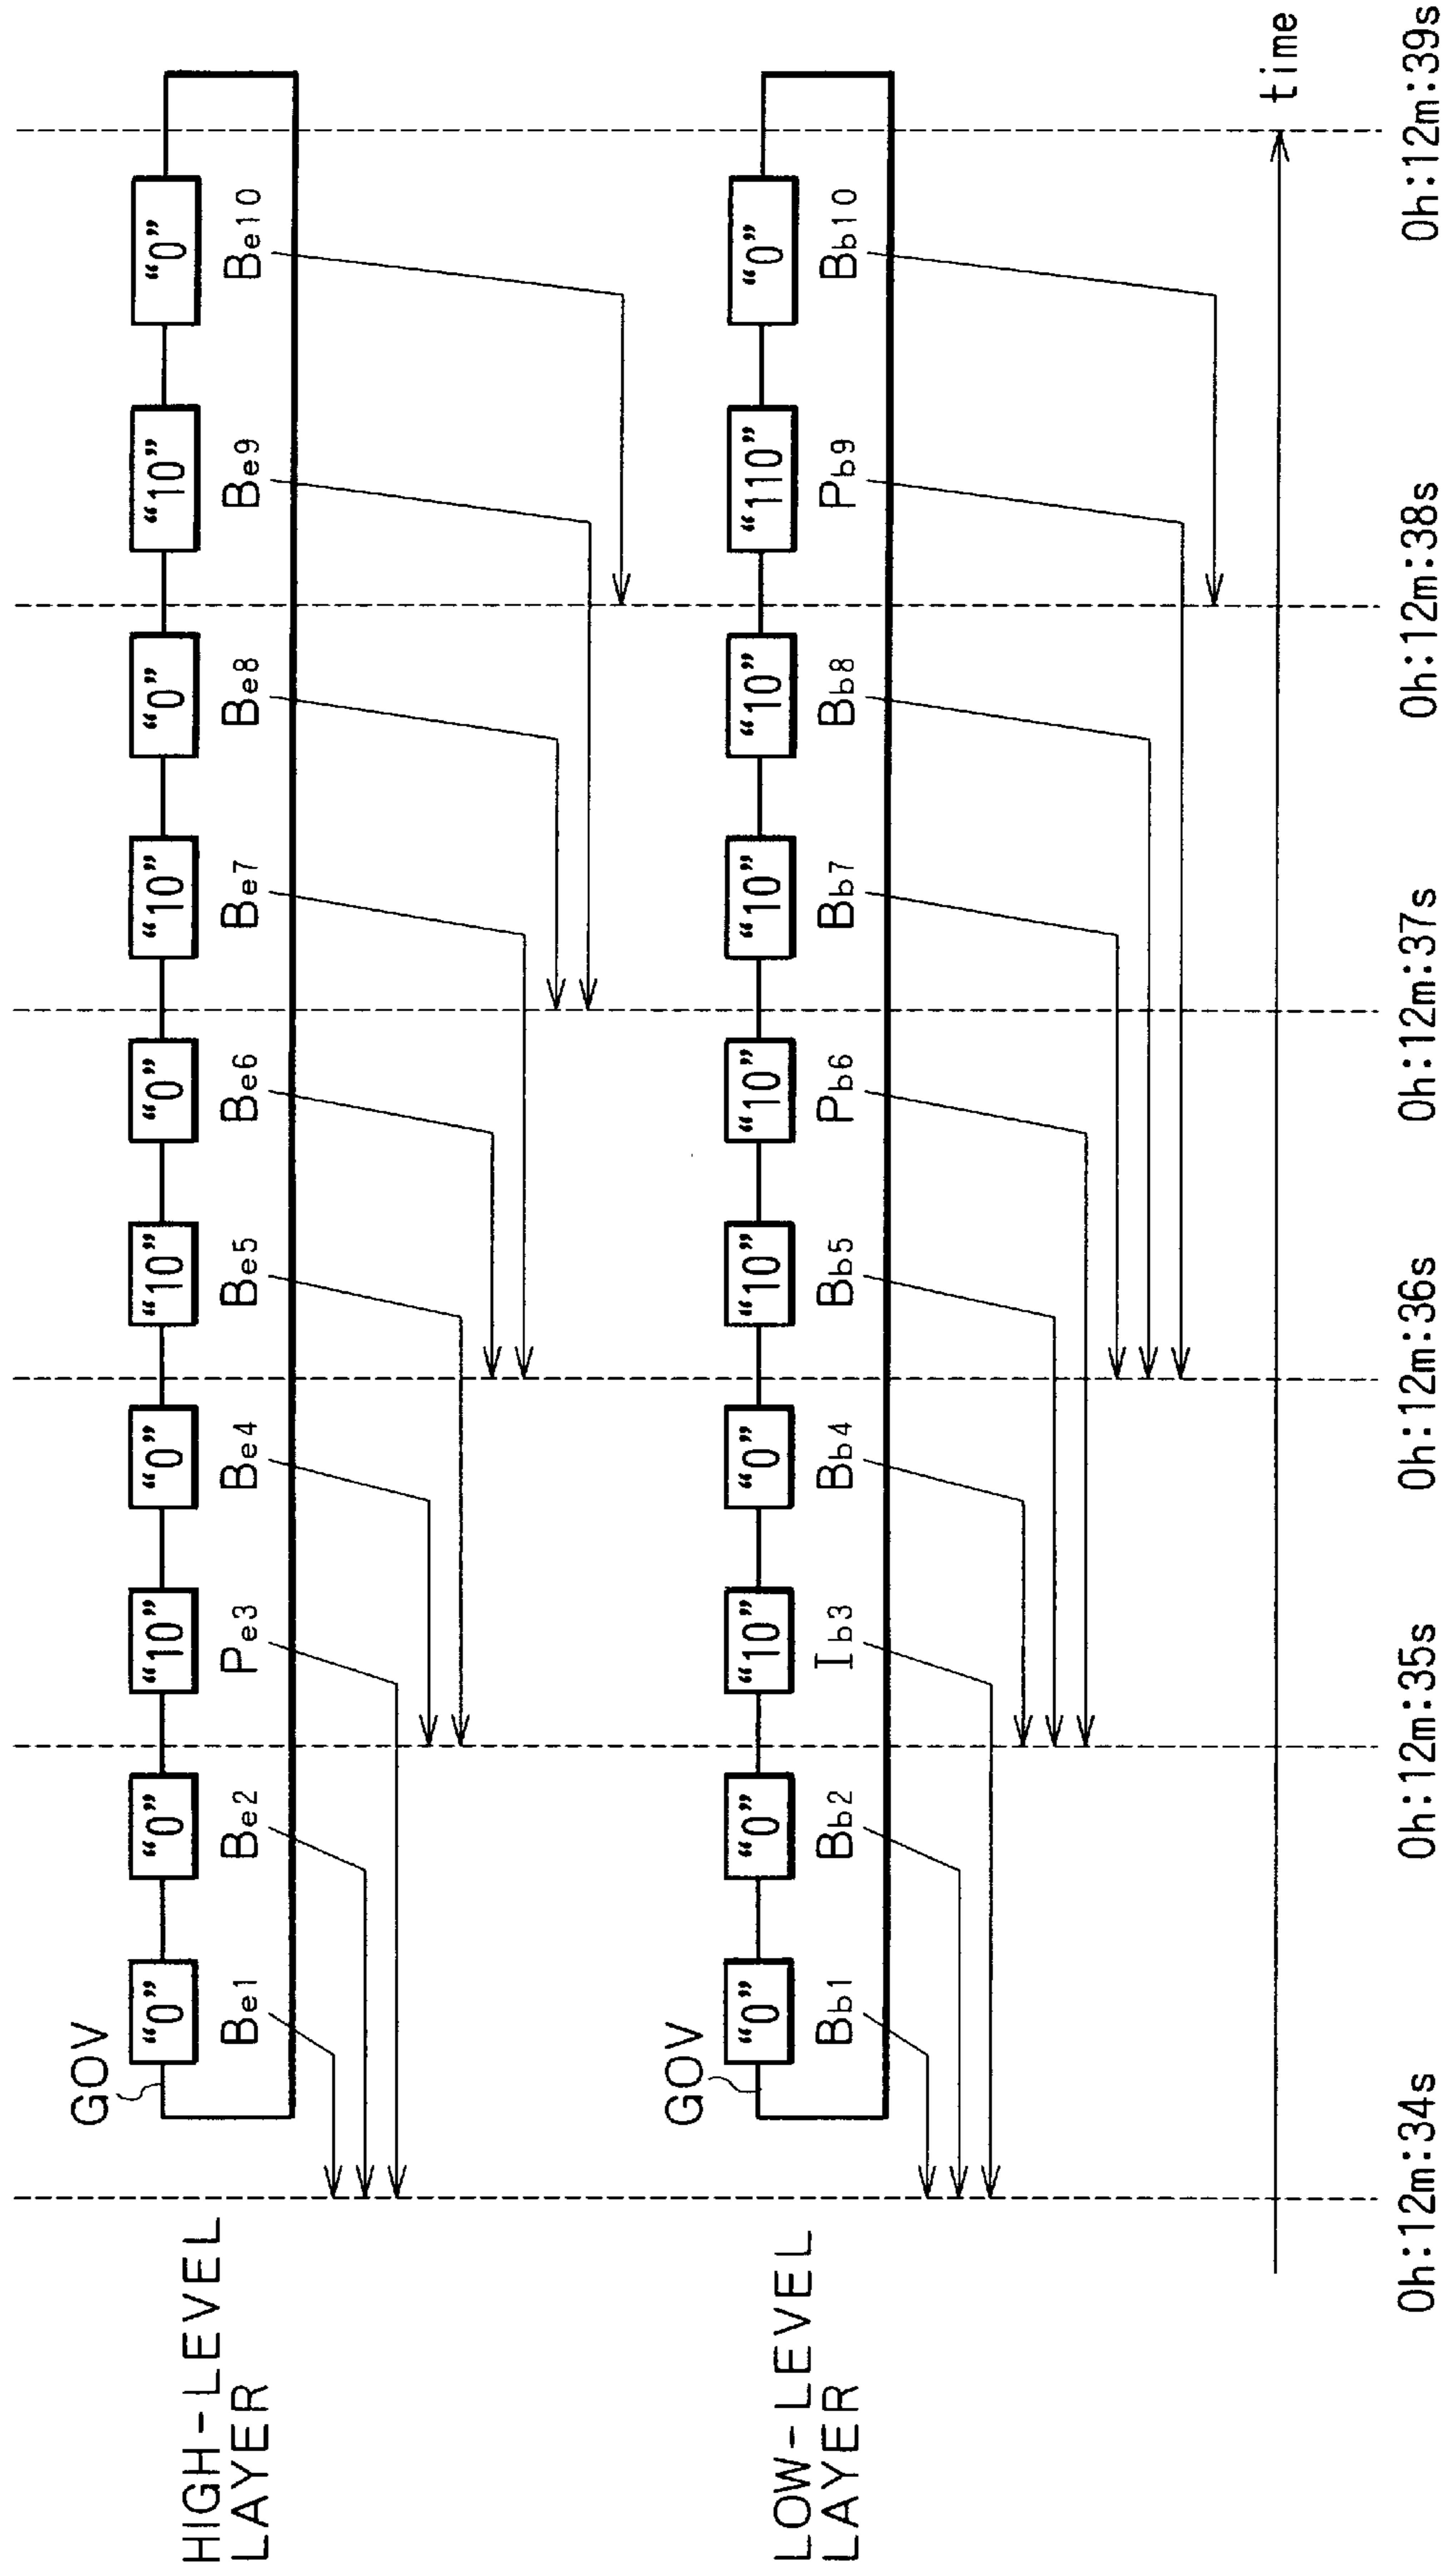 GOV
“0” “0” “10” “0” “10” “0” “10” “0” “10” “0”
HIGH-LEVEL
LAYER
Be1 Be2 Pe3 Be4 Be5 Be6 Be7 Be8 Be9 Be10
GOV
“0” “0” “10” “0” “10” “10” “10” “10” “110” “0”
LOW-LEVEL
LAYER
Bb1 Bb2 Ib3 Bb4 Bb5 Pb6 Bb7 Bb8 Pb9 Bb10
time
0h:12m:34s 0h:12m:35s 0h:12m:36s 0h:12m:37s 0h:12m:38s 0h:12m:39s